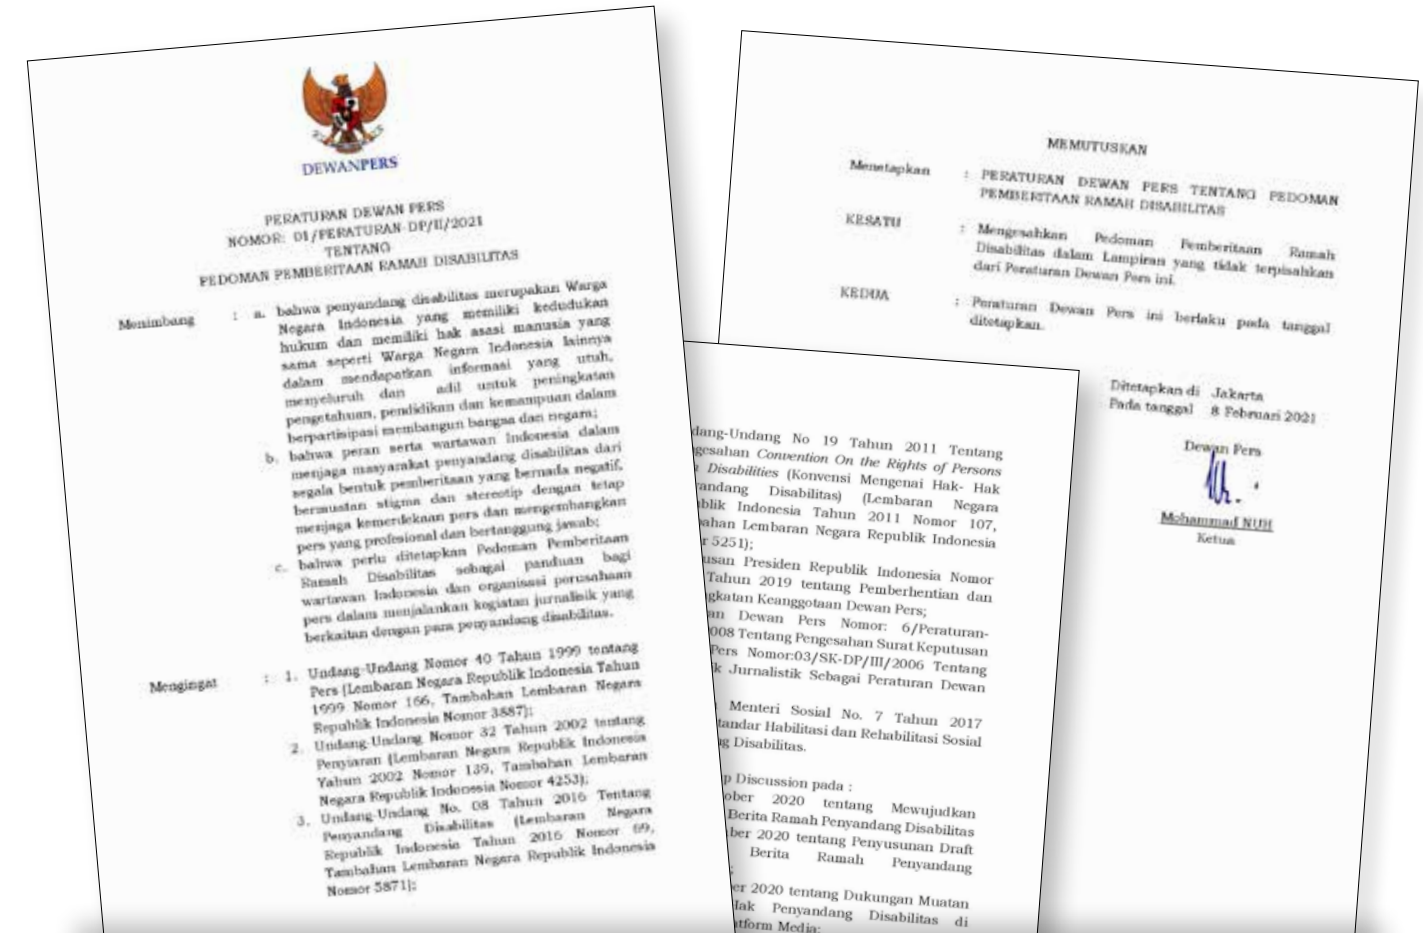 DEWANPERS
PERATURAN DEWAN PERS
NOMOR: 01/PERATURAN-DP/II/2021
TENTANG
PEDOMAN PEMBERITAAN RAMAH DISABILITAS
Menimbang : a. bahwa penyandang disabilitas merupakan Warga
Negara Indonesia yang memiliki kedudukan
hukum dan memiliki hak asasi manusia yang
sama seperti Warga Negara Indonesia lainnya
dalam mendapatkan informasi yang utuh,
menyeluruh dan adil untuk peningkatan
pengetahuan, pendidikan dan kemampuan dalam
berpartisipasi membangun bangsa dan negara;
b. bahwa peran serta wartawan Indonesia dalam
menjaga masyarakat penyandang disabilitas dari
segala bentuk pemberitaan yang bernada negatif,
bermuatan stigma dan stereotip dengan tetap
menjaga kemerdekaan pers dan mengembangkan
pers yang profesional dan bertanggung jawab;
c. bahwa perlu ditetapkan Pedoman Pemberitaan
Ramah Disabilitas sebagai panduan bagi
wartawan Indonesia dan organisasi perusahaan
pers dalam menjalankan kegiatan jurnalisik yang
berkaitan dengan para penyandang disabilitas.
Mengingat : 1. Undang-Undang Nomor 40 Tahun 1999 tentang
Pers (Lembaran Negara Republik Indonesia Tahun
1999 Nomor 166, Tambahan Lembaran Negara
Republik Indonesia Nomor 3887);
2. Undang-Undang Nomor 32 Tahun 2002 tentang
Penyiaran (Lembaran Negara Republik Indonesia
Yahun 2002 Nomor 139, Tambahan Lembaran
Negara Republik Indonesia Nomor 4253);
3. Undang-Undang No. 08 Tahun 2016 Tentang
Penyandang Disabilitas (Lembaran Negara
Republik Indonesia Tahun 2016 Nomor 69,
Tambahan Lembaran Negara Republik Indonesia
Nomor 5871);
dang-Undang No 19 Tahun 2011 Tentang
gesahan Convention On the Rights of Persons
Disabilities (Konvensi Mengenai Hak- Hak
andang Disabilitas) (Lembaran Negara
blik Indonesia Tahun 2011 Nomor 107,
ahan Lembaran Negara Republik Indonesia
r 5251);
usan Presiden Republik Indonesia Nomor
Tahun 2019 tentang Pemberhentian dan
gkatan Keanggotaan Dewan Pers;
an Dewan Pers Nomor: 6/Peraturan-
008 Tentang Pengesahan Surat Keputusan
Pers Nomor:03/SK-DP/III/2006 Tentang
k Jurnalistik Sebagai Peraturan Dewan
Menteri Sosial No. 7 Tahun 2017
tandar Habilitasi dan Rehabilitasi Sosial
ng Disabilitas.
p Discussion pada :
ober 2020 tentang Mewujudkan
Berita Ramah Penyandang Disabilitas
ber 2020 tentang Penyusunan Draft
Berita Ramah Penyandang
;
er 2020 tentang Dukungan Muatan
Hak Penyandang Disabilitas di
atform Media;
MEMUTUSKAN
Menetapkan : PERATURAN DEWAN PERS TENTANG PEDOMAN
PEMBERITAAN RAMAH DISABILITAS
KESATU : Mengesahkan Pedoman Pemberitaan Ramah
Disabilitas dalam Lampiran yang tidak terpisahkan
dari Peraturan Dewan Pers ini.
KEDUA : Peraturan Dewan Pers ini berlaku pada tanggal
ditetapkan.
Ditetapkan di Jakarta
Pada tanggal 8 Februari 2021
Dewan Pers
Mohammad NUH
Ketua